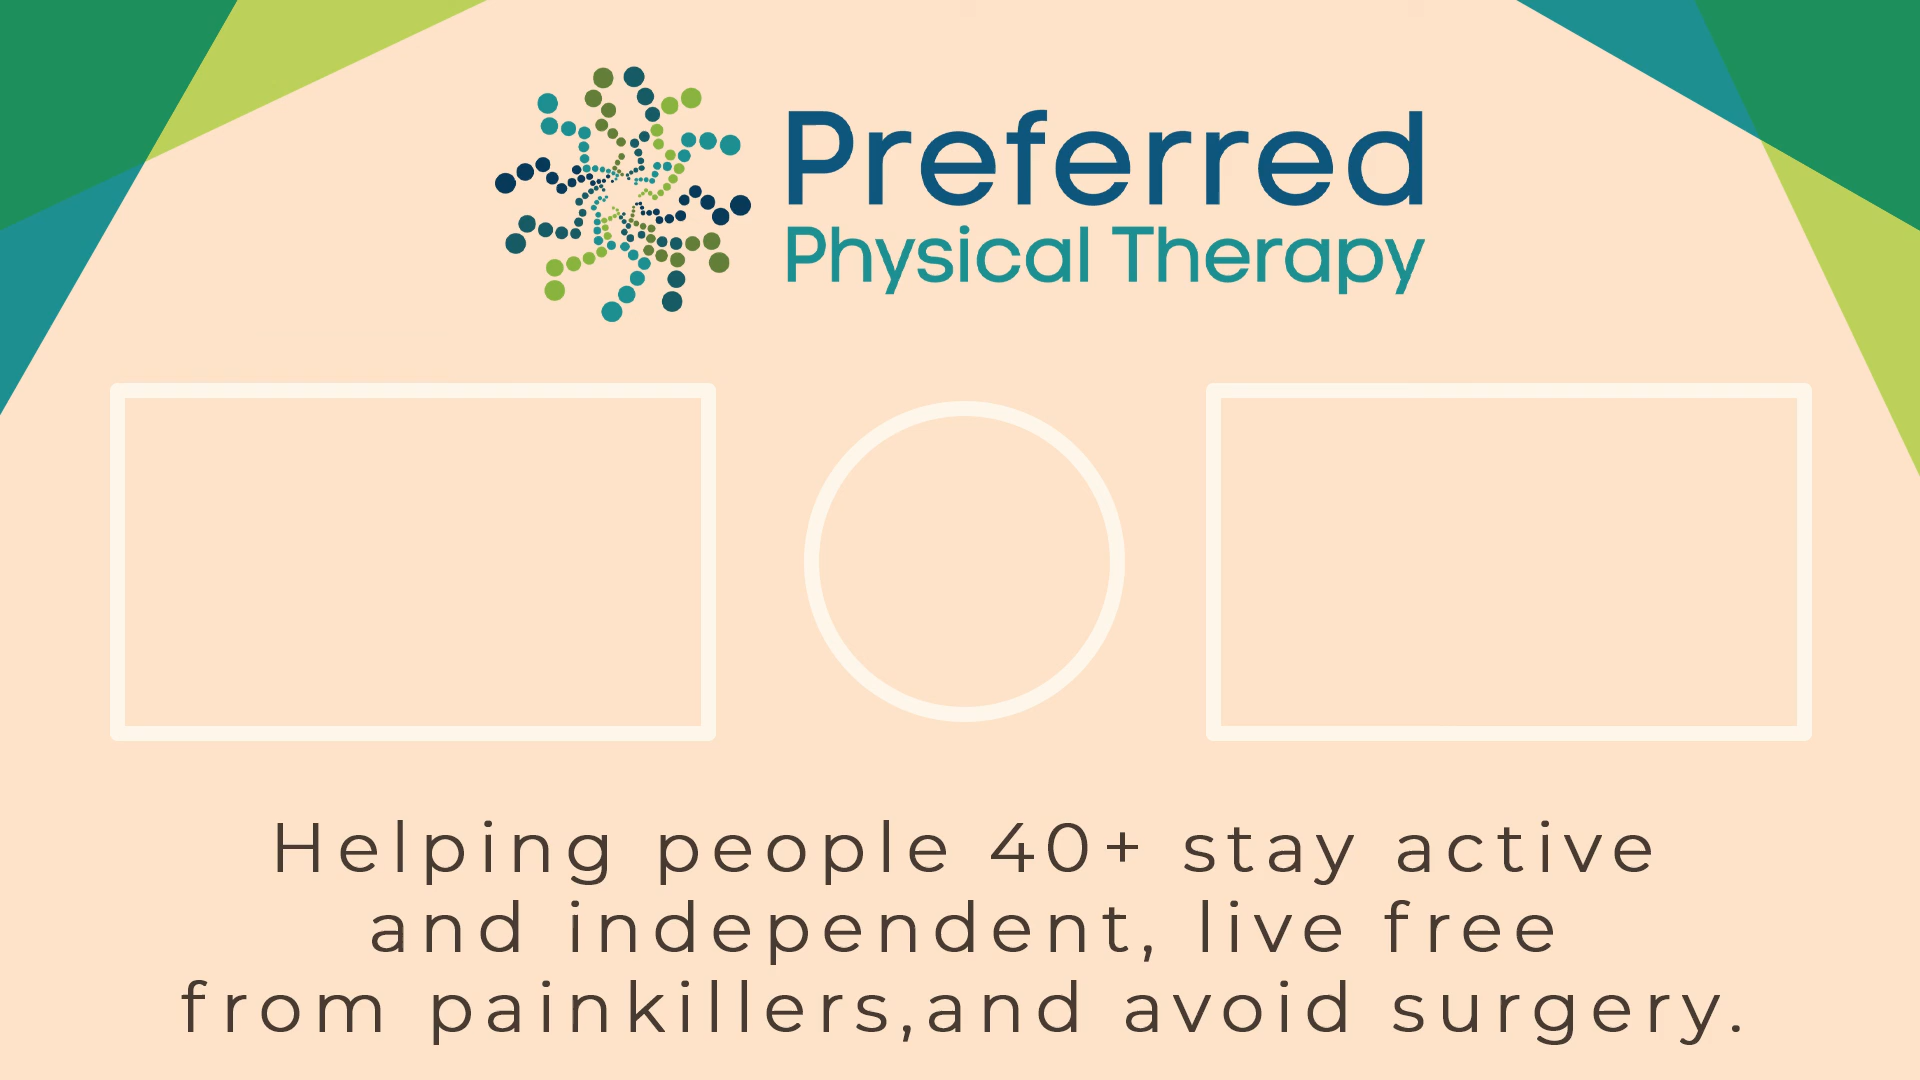 Preferred
Physical Therapy
Helping people 40+ stay active
and independent, live free
from painkillers,and avoid surgery.